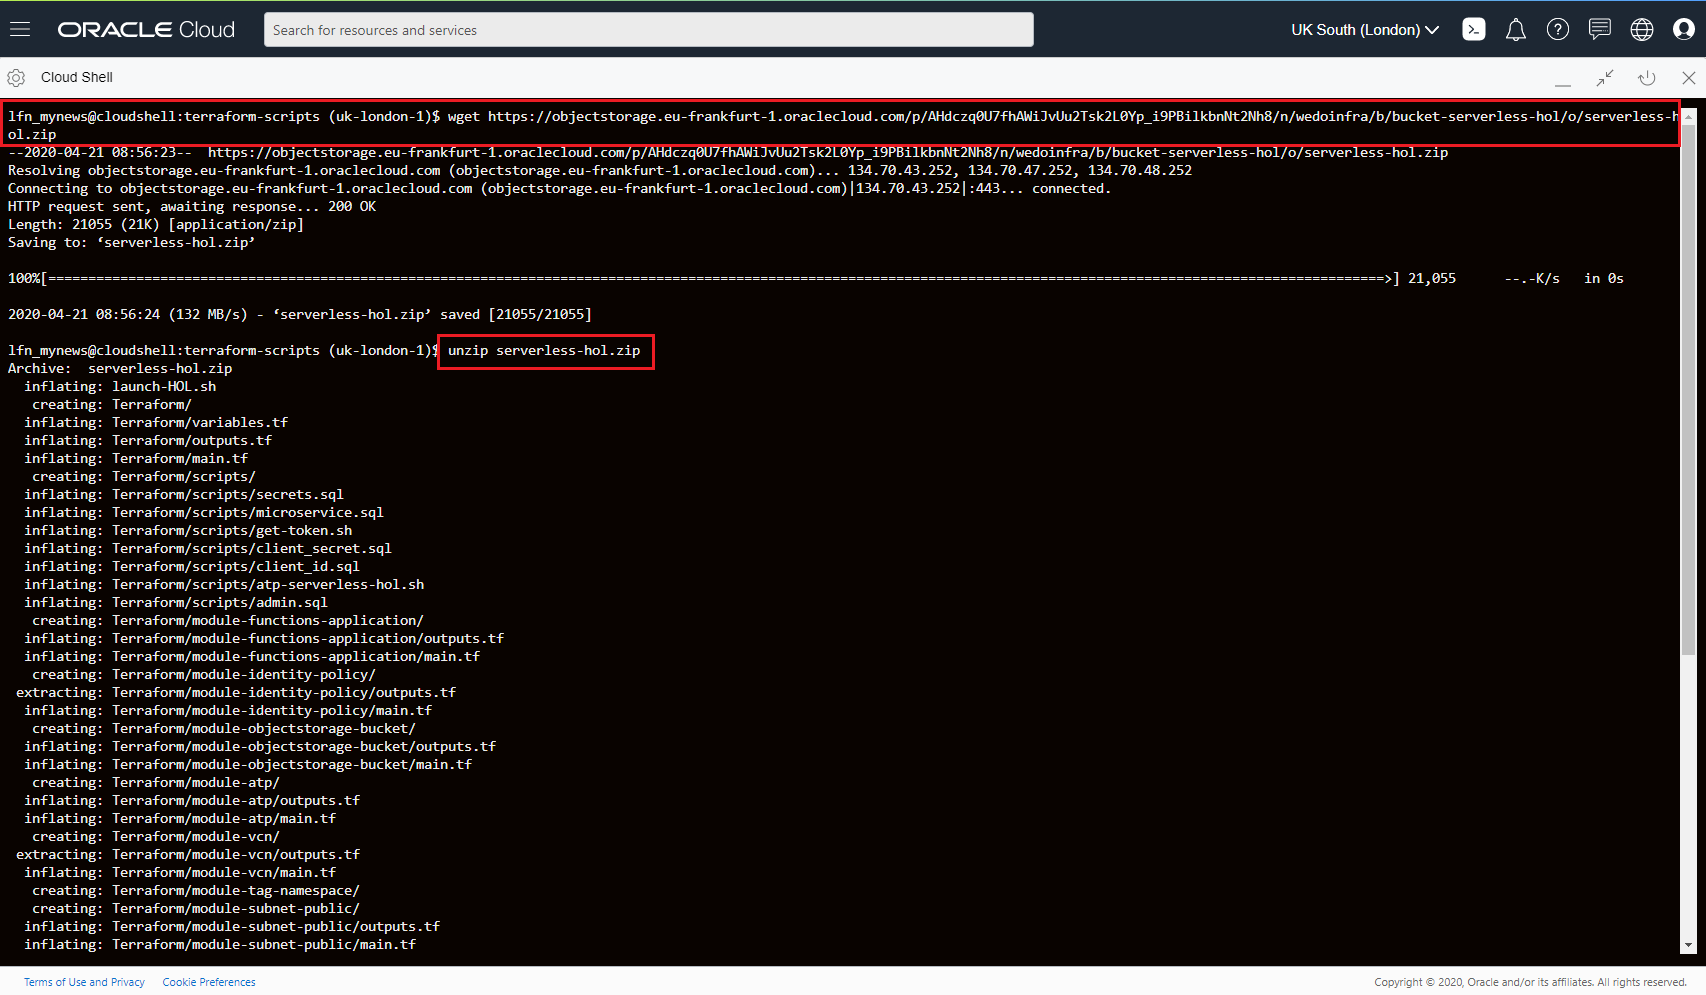 ORACLE Cloud
Search for resources and services
UK South (London)
Cloud Shell
lfn_mynews@cloudshell:terraform-scripts (uk-london-1)$ wget https://objectstorage.eu-frankfurt-1.oraclecloud.com/p/AHdczq0U7fhAWiJvUu2Tsk2L0Yp_i9PBilkbnNt2Nh8/n/wedoinfra/b/bucket-serverless-hol/o/serverless-h
ol.zip
--2020-04-21 08:56:23--  https://objectstorage.eu-frankfurt-1.oraclecloud.com/p/AHdczq0U7fhAWiJvUu2Tsk2L0Yp_i9PBilkbnNt2Nh8/n/wedoinfra/b/bucket-serverless-hol/o/serverless-hol.zip
Resolving objectstorage.eu-frankfurt-1.oraclecloud.com (objectstorage.eu-frankfurt-1.oraclecloud.com)... 134.70.43.252, 134.70.47.252, 134.70.48.252
Connecting to objectstorage.eu-frankfurt-1.oraclecloud.com (objectstorage.eu-frankfurt-1.oraclecloud.com)|134.70.43.252|:443... connected.
HTTP request sent, awaiting response... 200 OK
Length: 21055 (21K) [application/zip]
Saving to: ‘serverless-hol.zip’
100%[=======================================================================================================================================================================>] 21,055      --.-K/s   in 0s
2020-04-21 08:56:24 (132 MB/s) - ‘serverless-hol.zip’ saved [21055/21055]
lfn_mynews@cloudshell:terraform-scripts (uk-london-1)$ unzip serverless-hol.zip
Archive:  serverless-hol.zip
  inflating: launch-HOL.sh
   creating: Terraform/
  inflating: Terraform/variables.tf
  inflating: Terraform/outputs.tf
  inflating: Terraform/main.tf
   creating: Terraform/scripts/
  inflating: Terraform/scripts/secrets.sql
  inflating: Terraform/scripts/microservice.sql
  inflating: Terraform/scripts/get-token.sh
  inflating: Terraform/scripts/client_secret.sql
  inflating: Terraform/scripts/client_id.sql
  inflating: Terraform/scripts/atp-serverless-hol.sh
  inflating: Terraform/scripts/admin.sql
   creating: Terraform/module-functions-application/
  inflating: Terraform/module-functions-application/outputs.tf
  inflating: Terraform/module-functions-application/main.tf
   creating: Terraform/module-identity-policy/
 extracting: Terraform/module-identity-policy/outputs.tf
  inflating: Terraform/module-identity-policy/main.tf
   creating: Terraform/module-objectstorage-bucket/
  inflating: Terraform/module-objectstorage-bucket/outputs.tf
  inflating: Terraform/module-objectstorage-bucket/main.tf
   creating: Terraform/module-atp/
  inflating: Terraform/module-atp/outputs.tf
  inflating: Terraform/module-atp/main.tf
   creating: Terraform/module-vcn/
 extracting: Terraform/module-vcn/outputs.tf
  inflating: Terraform/module-vcn/main.tf
   creating: Terraform/module-tag-namespace/
   creating: Terraform/module-subnet-public/
  inflating: Terraform/module-subnet-public/outputs.tf
  inflating: Terraform/module-subnet-public/main.tf
Terms of Use and Privacy   Cookie Preferences   Copyright © 2020, Oracle and/or its affiliates. All rights reserved.